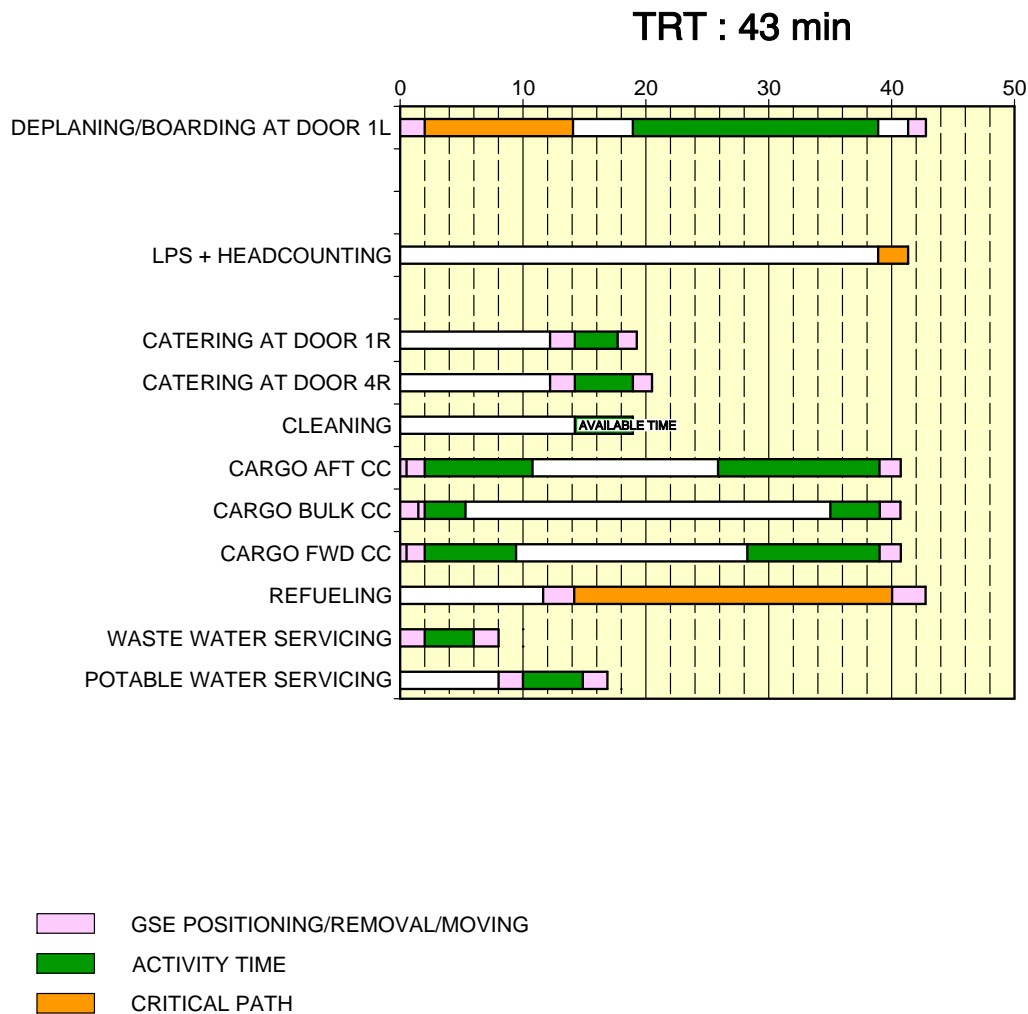 TRT : 43 min
0 10 20 30 40 50
DEPLANING/BOARDING AT DOOR 1L
LPS + HEADCOUNTING
CATERING AT DOOR 1R
CATERING AT DOOR 4R
CLEANING AVAILABLE TIME
CARGO AFT CC
CARGO BULK CC
CARGO FWD CC
REFUELING
WASTE WATER SERVICING
POTABLE WATER SERVICING
GSE POSITIONING/REMOVAL/MOVING
ACTIVITY TIME
CRITICAL PATH